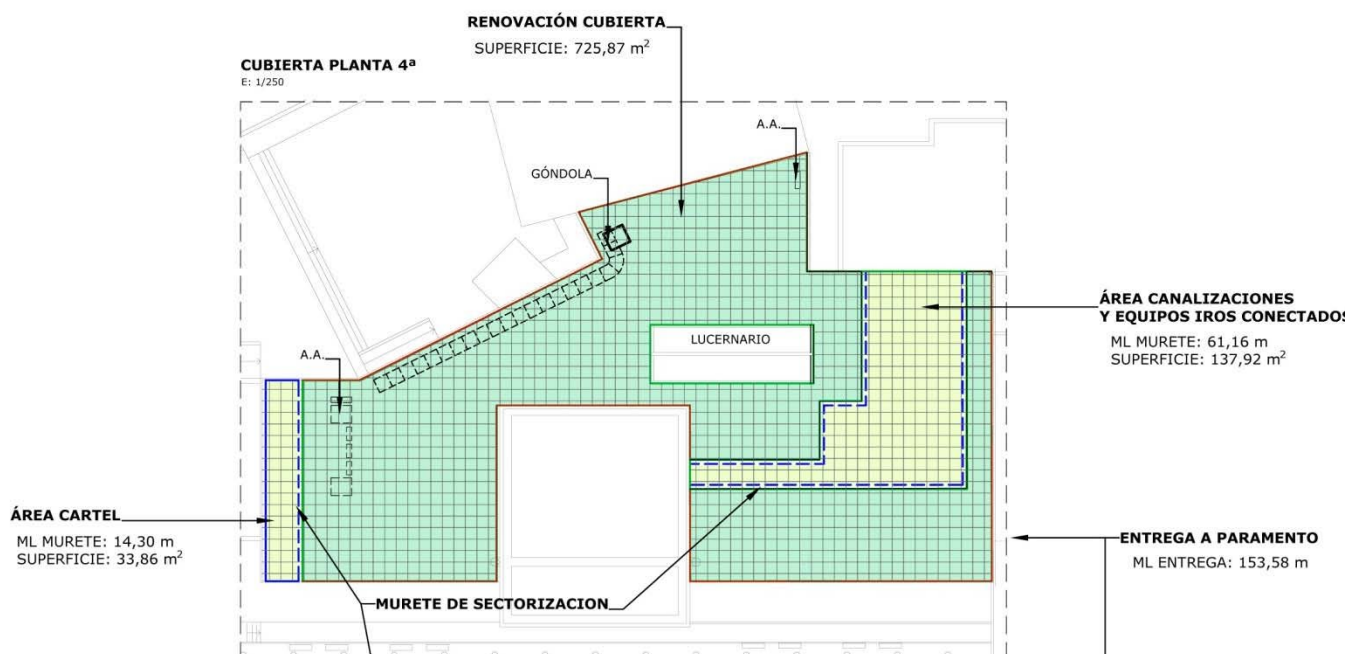 RENOVACIÓN CUBIERTA
SUPERFICIE: 725,87 m²
CUBIERTA PLANTA 4ª
E: 1/250
A.A.
GÓNDOLA
ÁREA CANALIZACIONES
Y EQUIPOS IROS CONECTADOS
ML MURETE: 61,16 m
SUPERFICIE: 137,92 m²
LUCERNARIO
A.A.
ÁREA CARTEL
ML MURETE: 14,30 m
SUPERFICIE: 33,86 m²
ENTREGA A PARAMENTO
ML ENTREGA: 153,58 m
MURETE DE SECTORIZACION